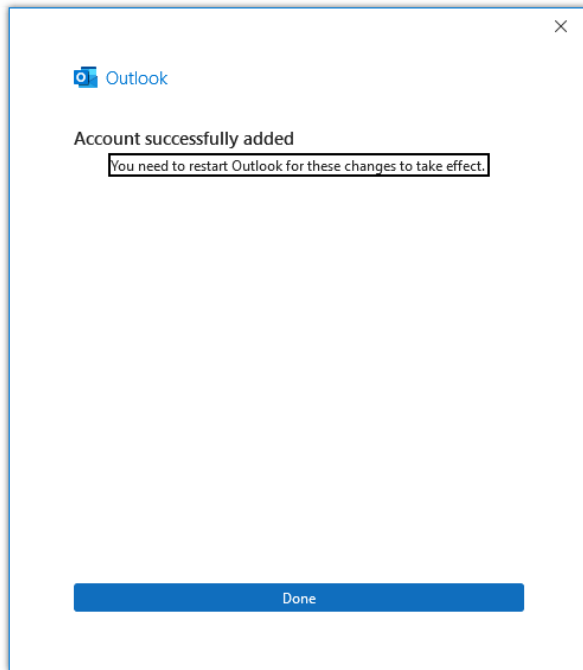 Outlook
Account successfully added
You need to restart Outlook for these changes to take effect.
Done